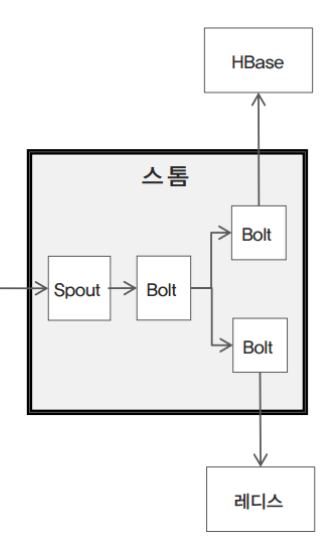 HBase
스톰
Bolt
Spout
Bolt
Bolt
레디스